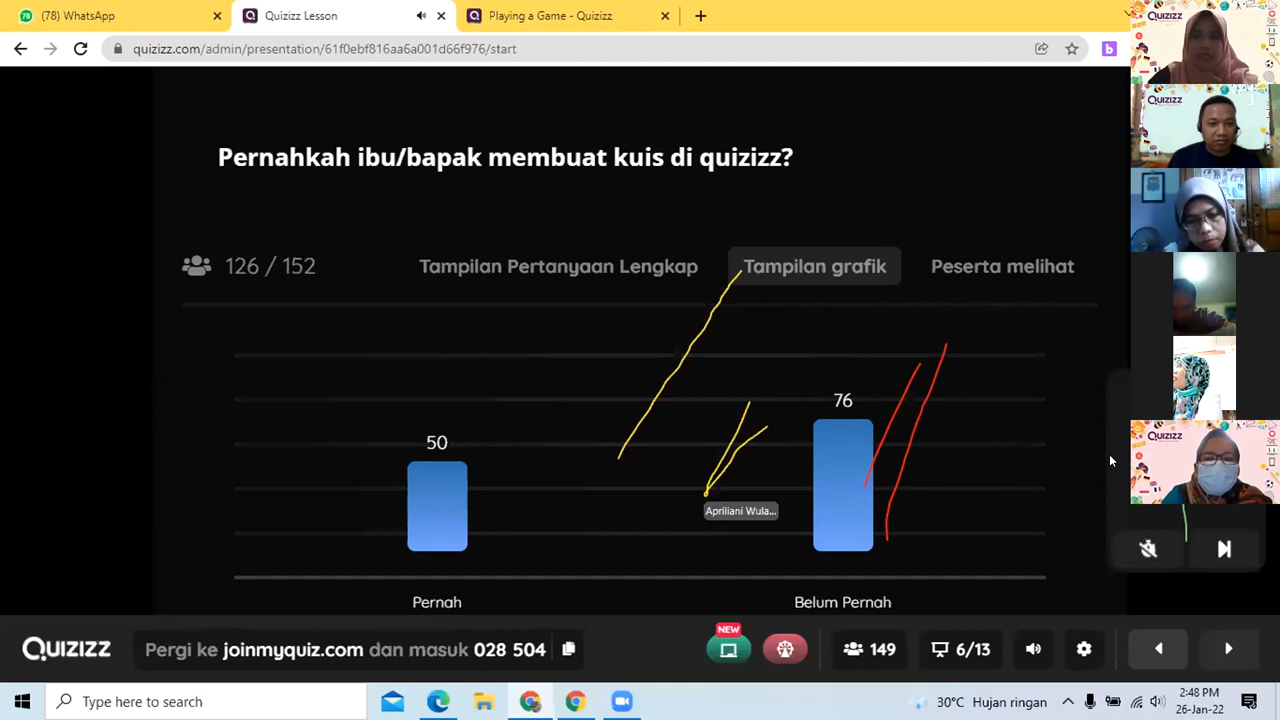 (78) WhatsApp
Quizizz Lesson
Playing a Game - Quizizz
quizizz.com/admin/presentation/61f0ebf816aa6a001d66f976/start
QUIZIZZ
Pernahkah ibu/bapak membuat kuis di quizizz?
QUIZIZZ
126 / 152
Tampilan Pertanyaan Lengkap
Tampilan grafik
Peserta melihat
50
76
QUIZIZZ
Apriliani Wula...
Pernah
Belum Pernah
NEW
QUIZIZZ
Pergi ke joinmyquiz.com dan masuk 028 504
149
6/13
Type here to search
30°C Hujan ringan
2:48 PM
26-Jan-22